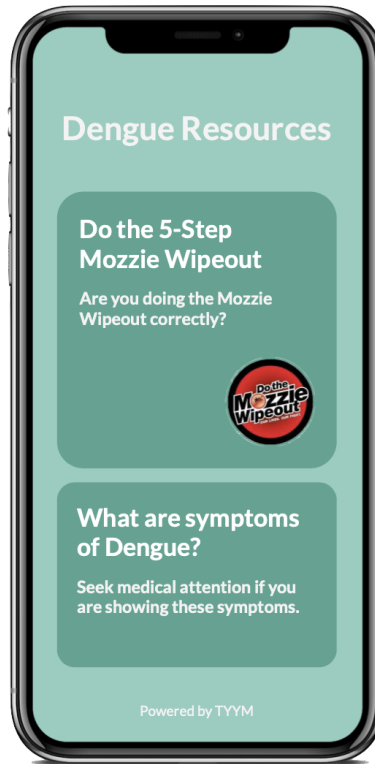 Dengue Resources
Do the 5-Step
Mozzie Wipeout
Are you doing the Mozzie
Wipeout correctly?
Do the
Mozzie
Wipeout
What are symptoms
of Dengue?
Seek medical attention if you
are showing these symptoms.
Powered by TYYM